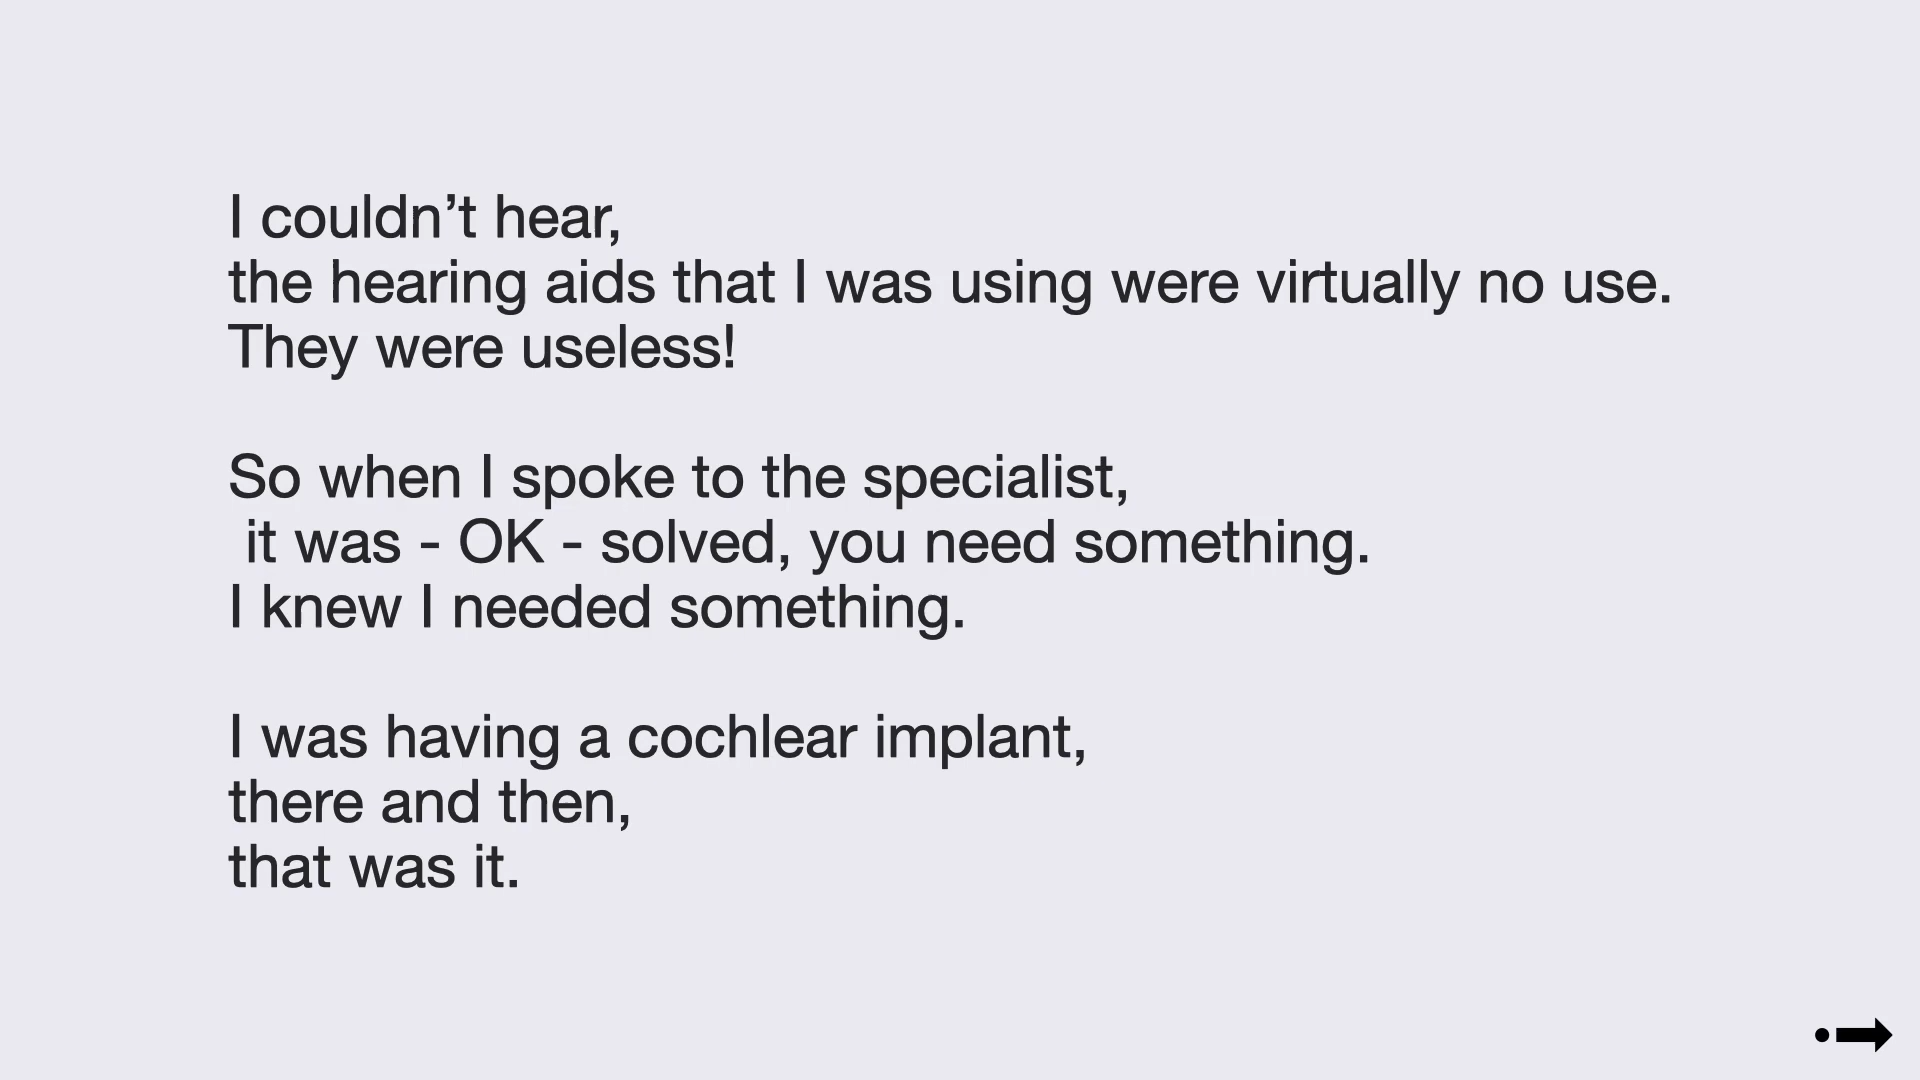 I couldn’t hear,
the hearing aids that I was using were virtually no use.
They were useless!
So when I spoke to the specialist,
it was - OK - solved, you need something.
I knew I needed something.
I was having a cochlear implant,
there and then,
that was it.